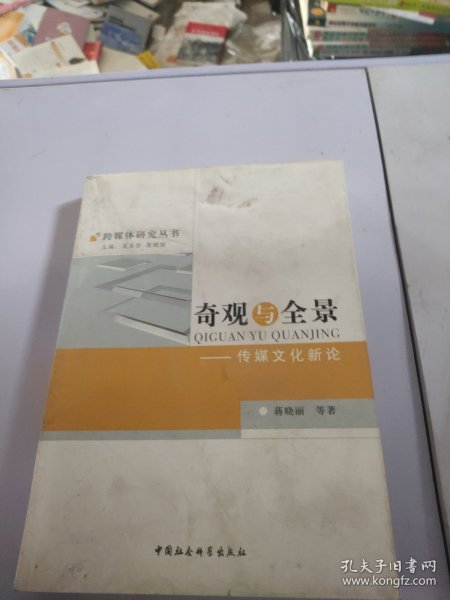 跨媒体研究丛书
主编
奇观与全景
QIGUAN YU QUANJING
——传媒文化新论
蒋晓丽 等著
中国社会科学出版社
孔夫子旧书网
www.kongfz.com